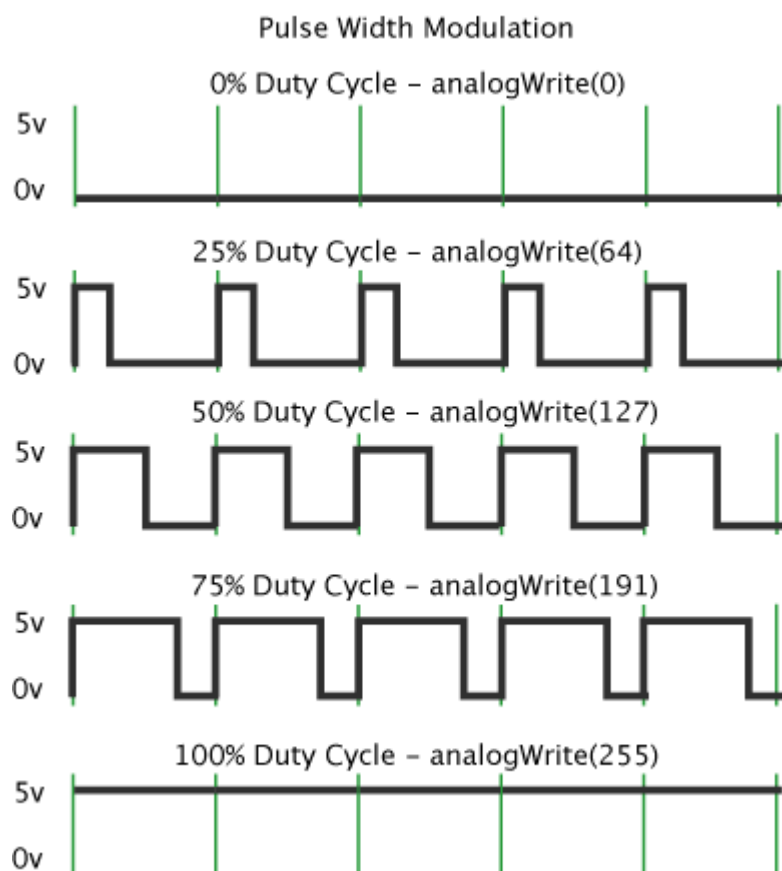 Pulse Width Modulation
0% Duty Cycle – analogWrite(0)
5v
0v
25% Duty Cycle – analogWrite(64)
5v
0v
50% Duty Cycle – analogWrite(127)
5v
0v
75% Duty Cycle – analogWrite(191)
5v
0v
100% Duty Cycle – analogWrite(255)
5v
0v